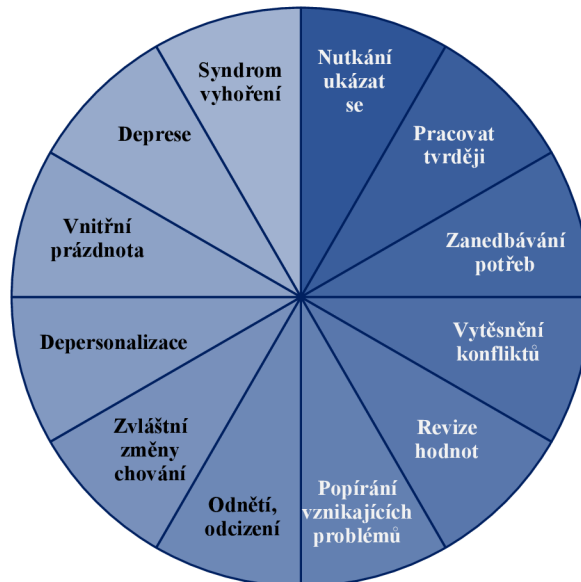 Nutkání
ukázat
se
Pracovat
tvrději
Zanedbávání
potřeb
Vytěsnění
konfliktů
Revize
hodnot
Popírání
vznikajících
problémů
Odnětí,
odcizení
Zvláštní
změny
chování
Depersonalizace
Vnitřní
prázdnota
Deprese
Syndrom
vyhoření